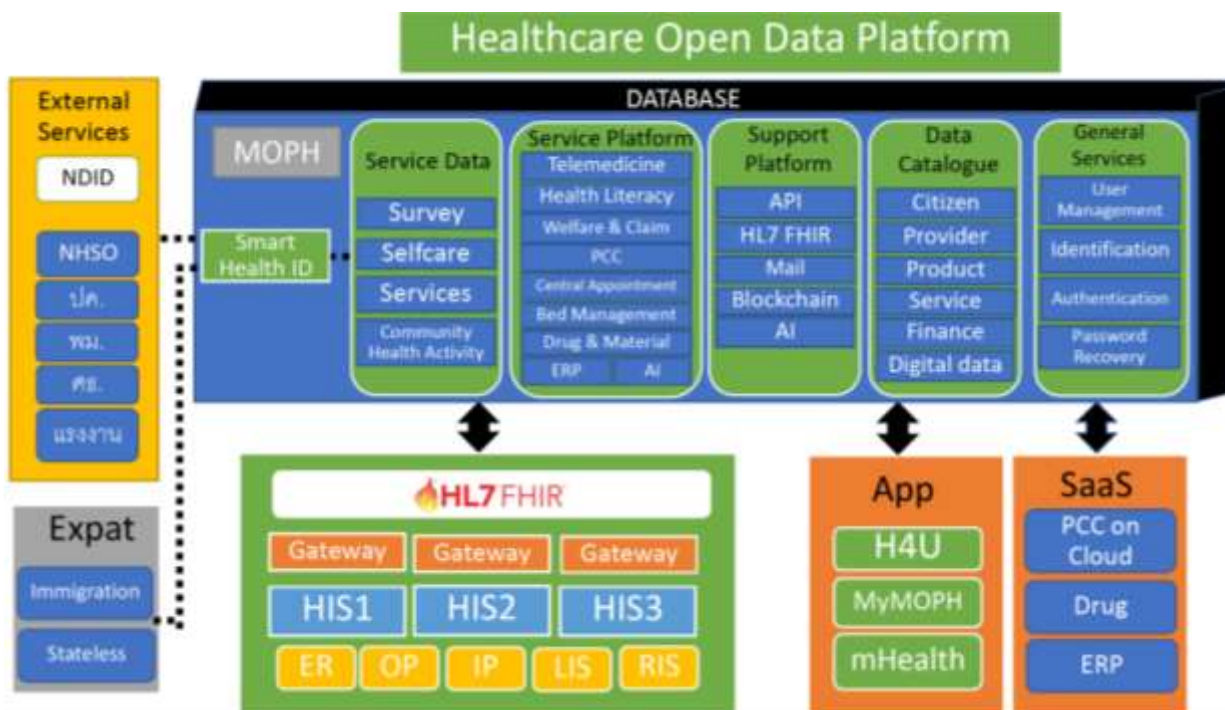 Healthcare Open Data Platform
External
Services
NDID
NHSO
ปค.
พม.
ศธ.
แรงงาน
Expat
Immigration
Stateless
DATABASE
MOPH
Smart
Health ID
Service Data
Survey
Selfcare
Services
Community
Health Activity
Service Platform
Telemedicine
Health Literacy
Welfare & Claim
PCC
Central Appointment
Bed Management
Drug & Material
ERP AI
Support
Platform
API
HL7 FHIR
Mail
Blockchain
AI
Data
Catalogue
Citizen
Provider
Product
Service
Finance
Digital data
General
Services
User
Management
Identification
Authentication
Password
Recovery
HL7 FHIR
Gateway Gateway Gateway
HIS1 HIS2 HIS3
ER OP IP LIS RIS
App
H4U
MyMOPH
mHealth
SaaS
PCC on
Cloud
Drug
ERP